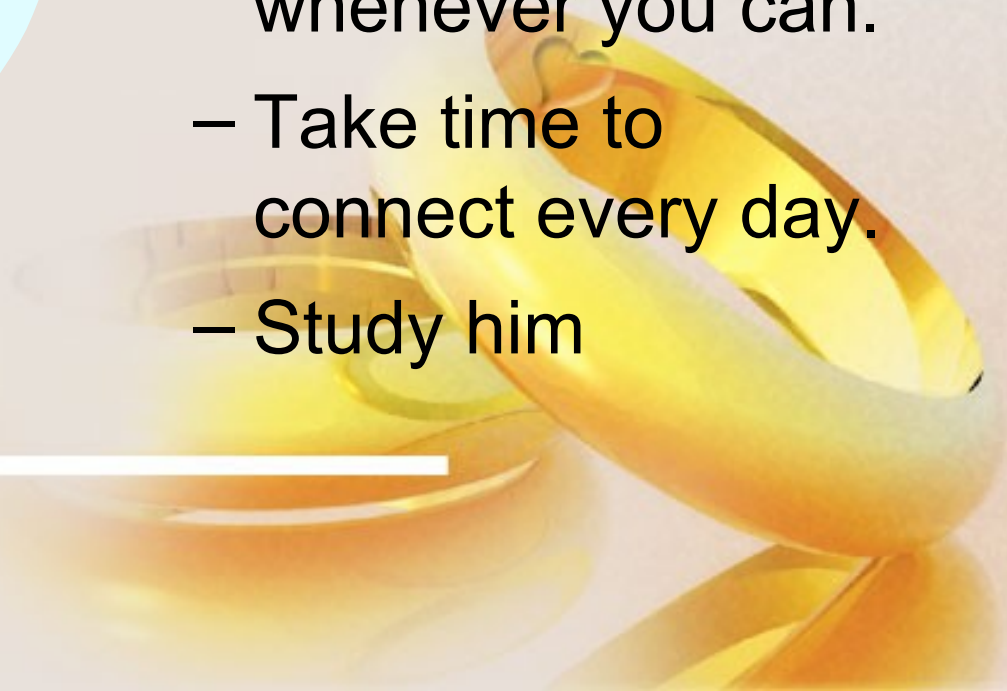 whenever you can.
– Take time to
connect every day.
– Study him